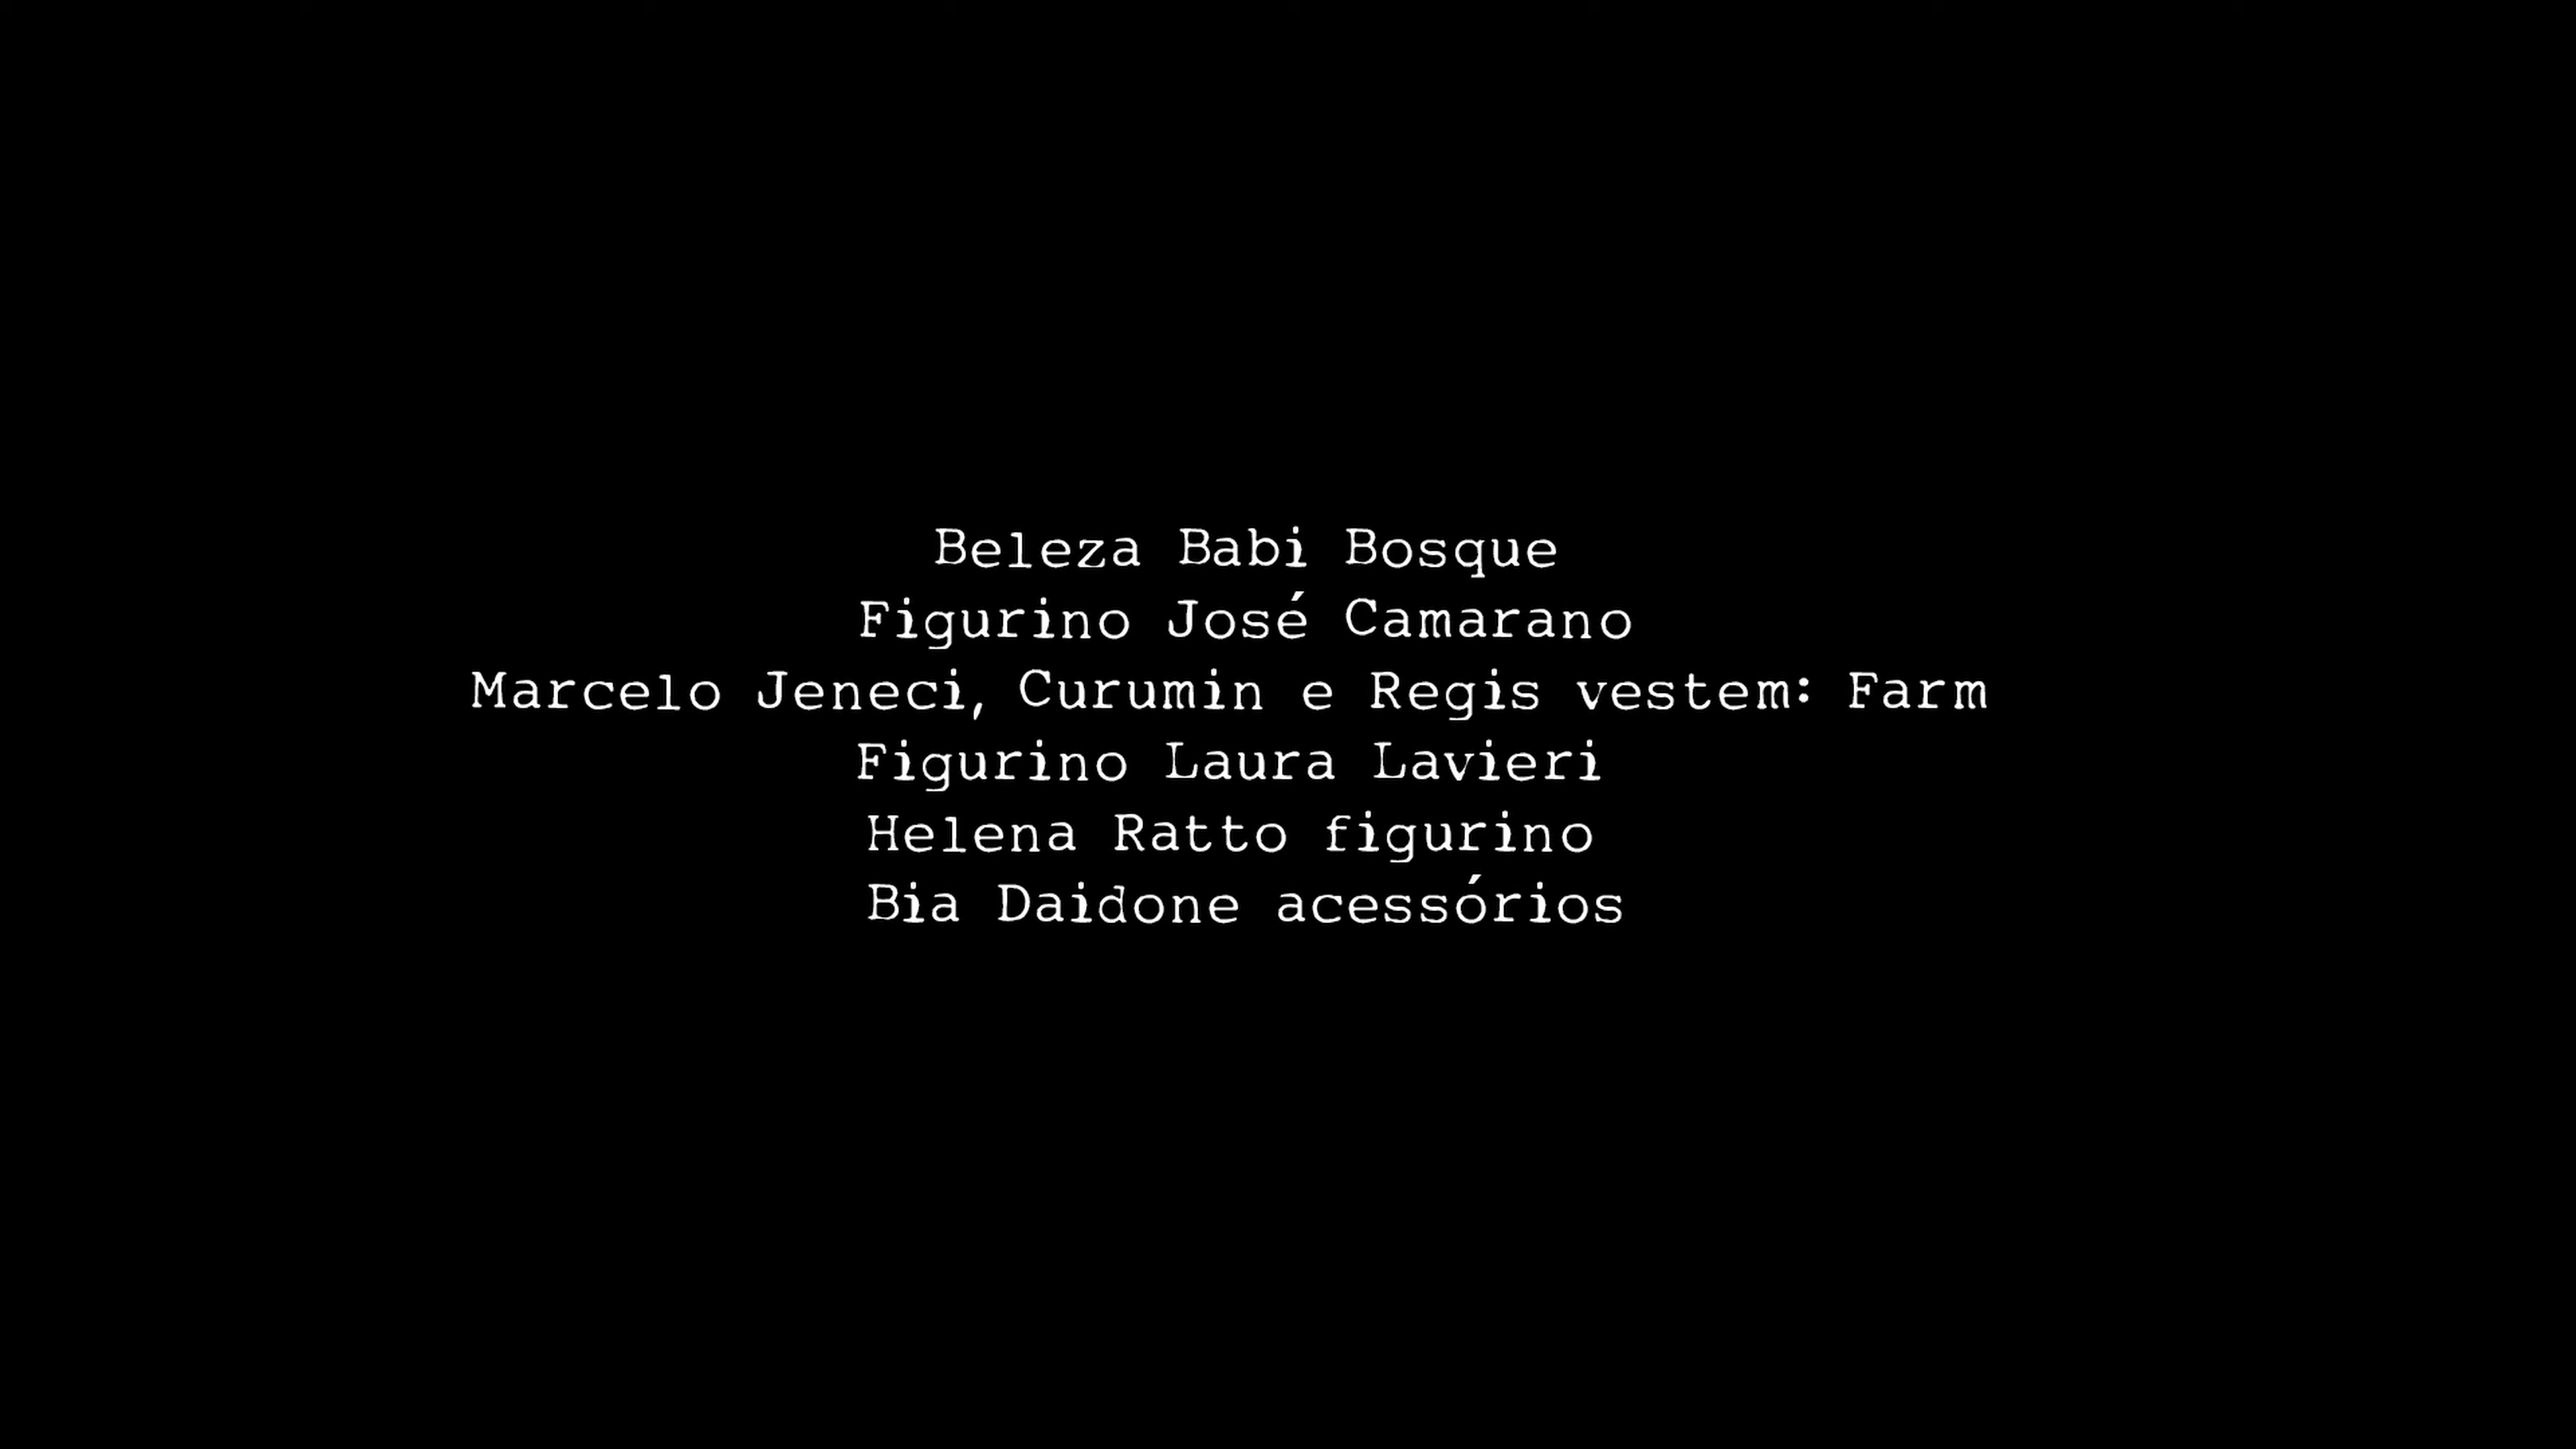 Beleza Babi Bosque
Figurino José Camarano
Marcelo Jeneci, Curumin e Regis vestem: Farm
Figurino Laura Lavieri
Helena Ratto figurino
Bia Daidone acessórios